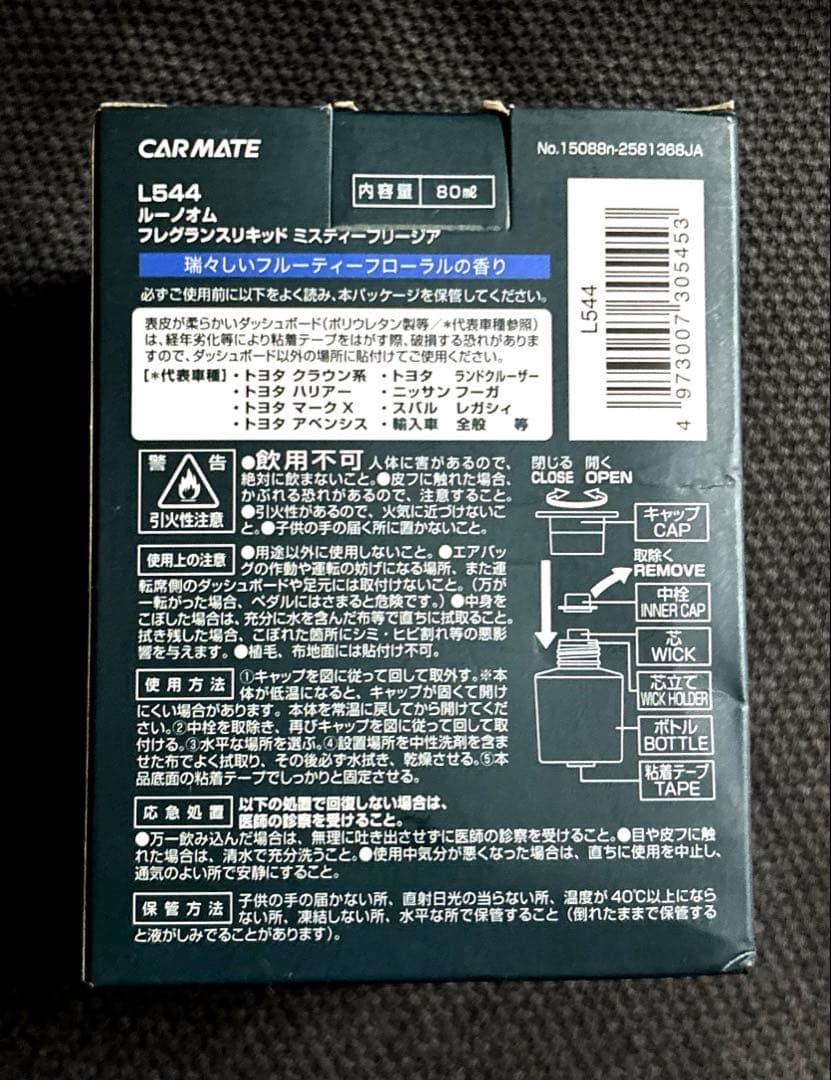 CARMATE
No.15088n-2581368JA
L544
内容量 80㎖
ルーノオム
フレグランスリキッド ミスティーフリージア
瑞々しいフルーティーフローラルの香り
必ずご使用前に以下をよく読み、本パッケージを保管してください。
表皮が柔らかいダッシュボード(ポリウレタン製等/*代表車種参照)
は、経年劣化等により粘着テープをはがす際、破損する恐れがありま
すので、ダッシュボード以外の場所に貼付けてご使用ください。
[*代表車種]・トヨタ クラウン系 ・トヨタ ランドクルーザー
・トヨタ ハリアー ・ニッサン フーガ
・トヨタ マークX ・スバル レガシィ
・トヨタ アベンシス ・輸入車 全般 等
L544
4 973007 305453
警告
引火性注意
●飲用不可 人体に害があるので、
絶対に飲まないこと。●皮フに触れた場合、
かぶれる恐れがあるので、注意すること。
●引火性があるので、火気に近づけないこ
と。●子供の手の届く所に置かないこと。
使用上の注意 ●用途以外に使用しないこと。●エアバッ
グの作動や運転の妨げになる場所、また運
転席側のダッシュボードや足元には取付けないこと。(万が
一転がった場合、ペダルにはさまると危険です。)●中身を
こぼした場合は、充分に水を含んだ布等で直ちに拭取ること。
拭き残した場合、こぼれた箇所にシミ・ヒビ割れ等の悪影
響を与えます。●植毛、布地面には貼付け不可。
使用方法 ①キャップを図に従って回して取外す。※本
体が低温になると、キャップが固くて開け
にくい場合があります。本体を常温に戻してから開けてくだ
さい。②中栓を取除き、再びキャップを図に従って回して取
付ける。③水平な場所を選ぶ。④設置場所を中性洗剤を含ま
せた布でよく拭取り、その後必ず水拭き、乾燥させる。⑤本
品底面の粘着テープでしっかりと固定させる。
閉じる 開く
CLOSE OPEN
キャップ
CAP
取除く
REMOVE
中栓
INNER CAP
芯
WICK
芯立て
WICK HOLDER
ボトル
BOTTLE
粘着テープ
TAPE
応急処置 以下の処置で回復しない場合は、
医師の診察を受けること。
●万一飲み込んだ場合は、無理に吐き出させずに医師の診察を受けること。●目や皮フに触
れた場合は、清水で充分洗うこと。●使用中気分が悪くなった場合は、直ちに使用を中止し、
通気のよい所で安静にすること。
保管方法 子供の手の届かない所、直射日光の当らない所、温度が40℃以上になら
ない所、凍結しない所、水平な所で保管すること(倒れたままで保管する
と液がしみでることがあります)。